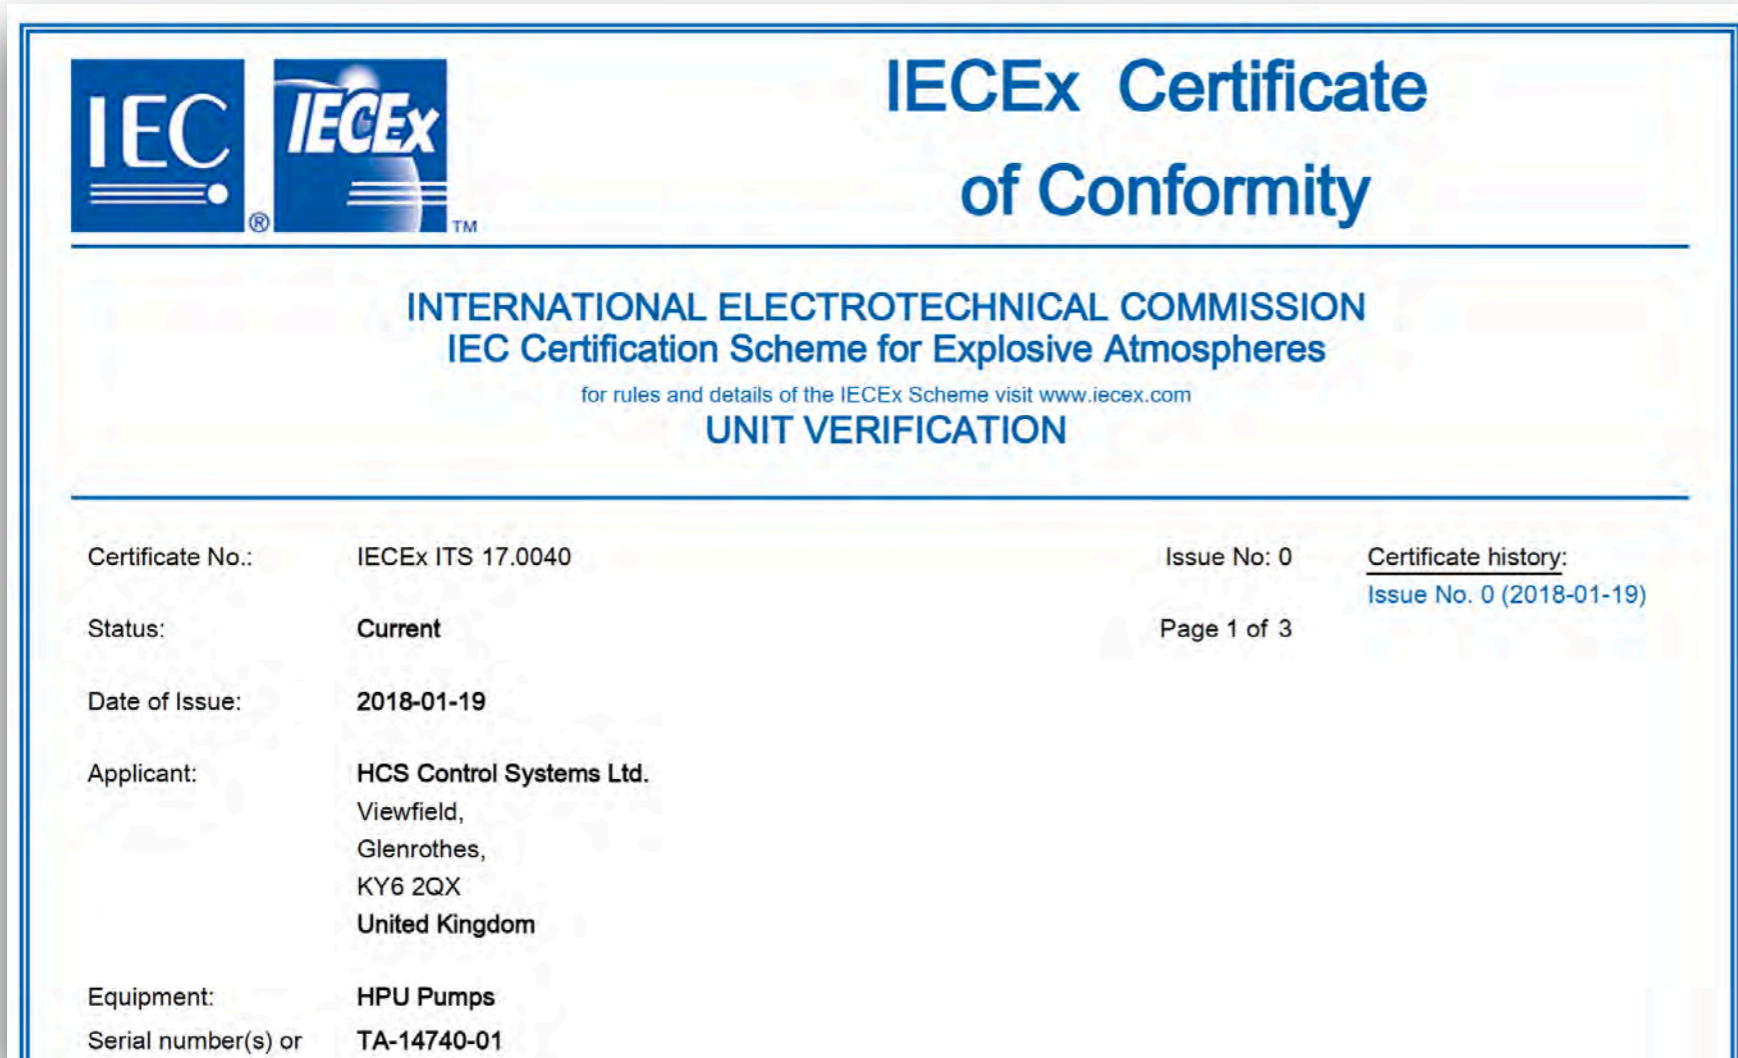 IEC
®
IECEx
TM
IECEx Certificate
of Conformity
INTERNATIONAL ELECTROTECHNICAL COMMISSION
IEC Certification Scheme for Explosive Atmospheres
for rules and details of the IECEx Scheme visit www.iecex.com
UNIT VERIFICATION
Certificate No.: IECEx ITS 17.0040 Issue No: 0 Certificate history:
Issue No. 0 (2018-01-19)
Status: Current Page 1 of 3
Date of Issue: 2018-01-19
Applicant: HCS Control Systems Ltd.
Viewfield,
Glenrothes,
KY6 2QX
United Kingdom
Equipment: HPU Pumps
Serial number(s) or TA-14740-01